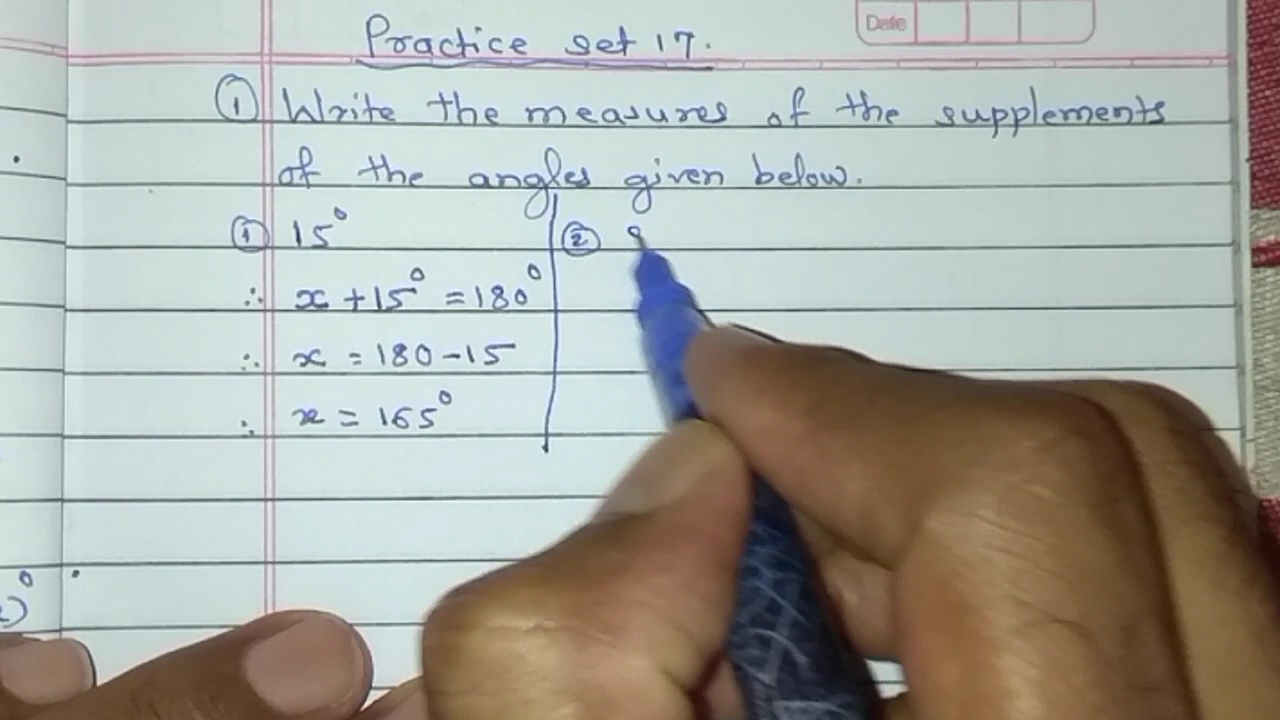 Date
Practice set 17.
① Write the measures of the supplements
of the angles given below.
① 15°
∴ x + 15° = 180°
∴ x = 180 - 15
∴ x = 165°
②